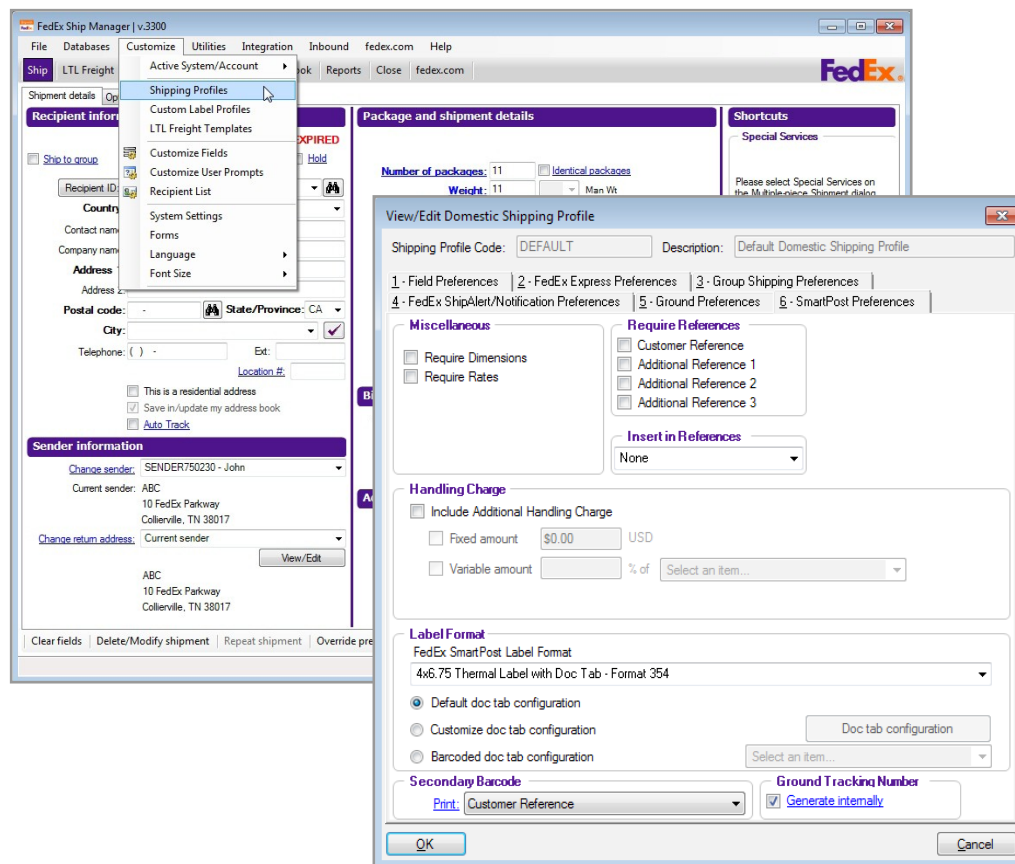 FedEx Ship Manager | v.3300
File Databases Customize Utilities Integration Inbound fedex.com Help
Ship LTL Freight ok Reports Close fedex.com
FedEx.
Active System/Account
Shipping Profiles
Custom Label Profiles
LTL Freight Templates
Customize Fields
Customize User Prompts
Recipient List
System Settings
Forms
Language
Font Size
Shipment details Op
Recipient infor
XPIRED
Ship to group
Hold
Recipient ID:
Country
Contact nam
Company nam
Address 1
Address 2:
Postal code: - State/Province: CA
City:
Telephone: ( ) - Ext:
Location #:
This is a residential address
Save in/update my address book
Auto Track
Sender information
Change sender: SENDER750230 - John
Current sender: ABC
10 FedEx Parkway
Collierville, TN 38017
Change return address: Current sender
View/Edit
ABC
10 FedEx Parkway
Collierville, TN 38017
Clear fields Delete/Modify shipment Repeat shipment Override pre
Package and shipment details
Number of packages: 11 Identical packages
Weight: 11 Man Wt
Bi
Ac
Shortcuts
Special Services
Please select Special Services on
the Multiple-piece Shipment dialog
View/Edit Domestic Shipping Profile
Shipping Profile Code: DEFAULT Description: Default Domestic Shipping Profile
1 - Field Preferences 2 - FedEx Express Preferences 3 - Group Shipping Preferences
4 - FedEx ShipAlert/Notification Preferences 5 - Ground Preferences 6 - SmartPost Preferences
Miscellaneous
Require Dimensions
Require Rates
Require References
Customer Reference
Additional Reference 1
Additional Reference 2
Additional Reference 3
Insert in References
None
Handling Charge
Include Additional Handling Charge
Fixed amount $0.00 USD
Variable amount % of Select an item...
Label Format
FedEx SmartPost Label Format
4x6.75 Thermal Label with Doc Tab - Format 354
Default doc tab configuration
Customize doc tab configuration Doc tab configuration
Barcoded doc tab configuration Select an item...
Secondary Barcode
Print: Customer Reference
Ground Tracking Number
Generate internally
OK Cancel